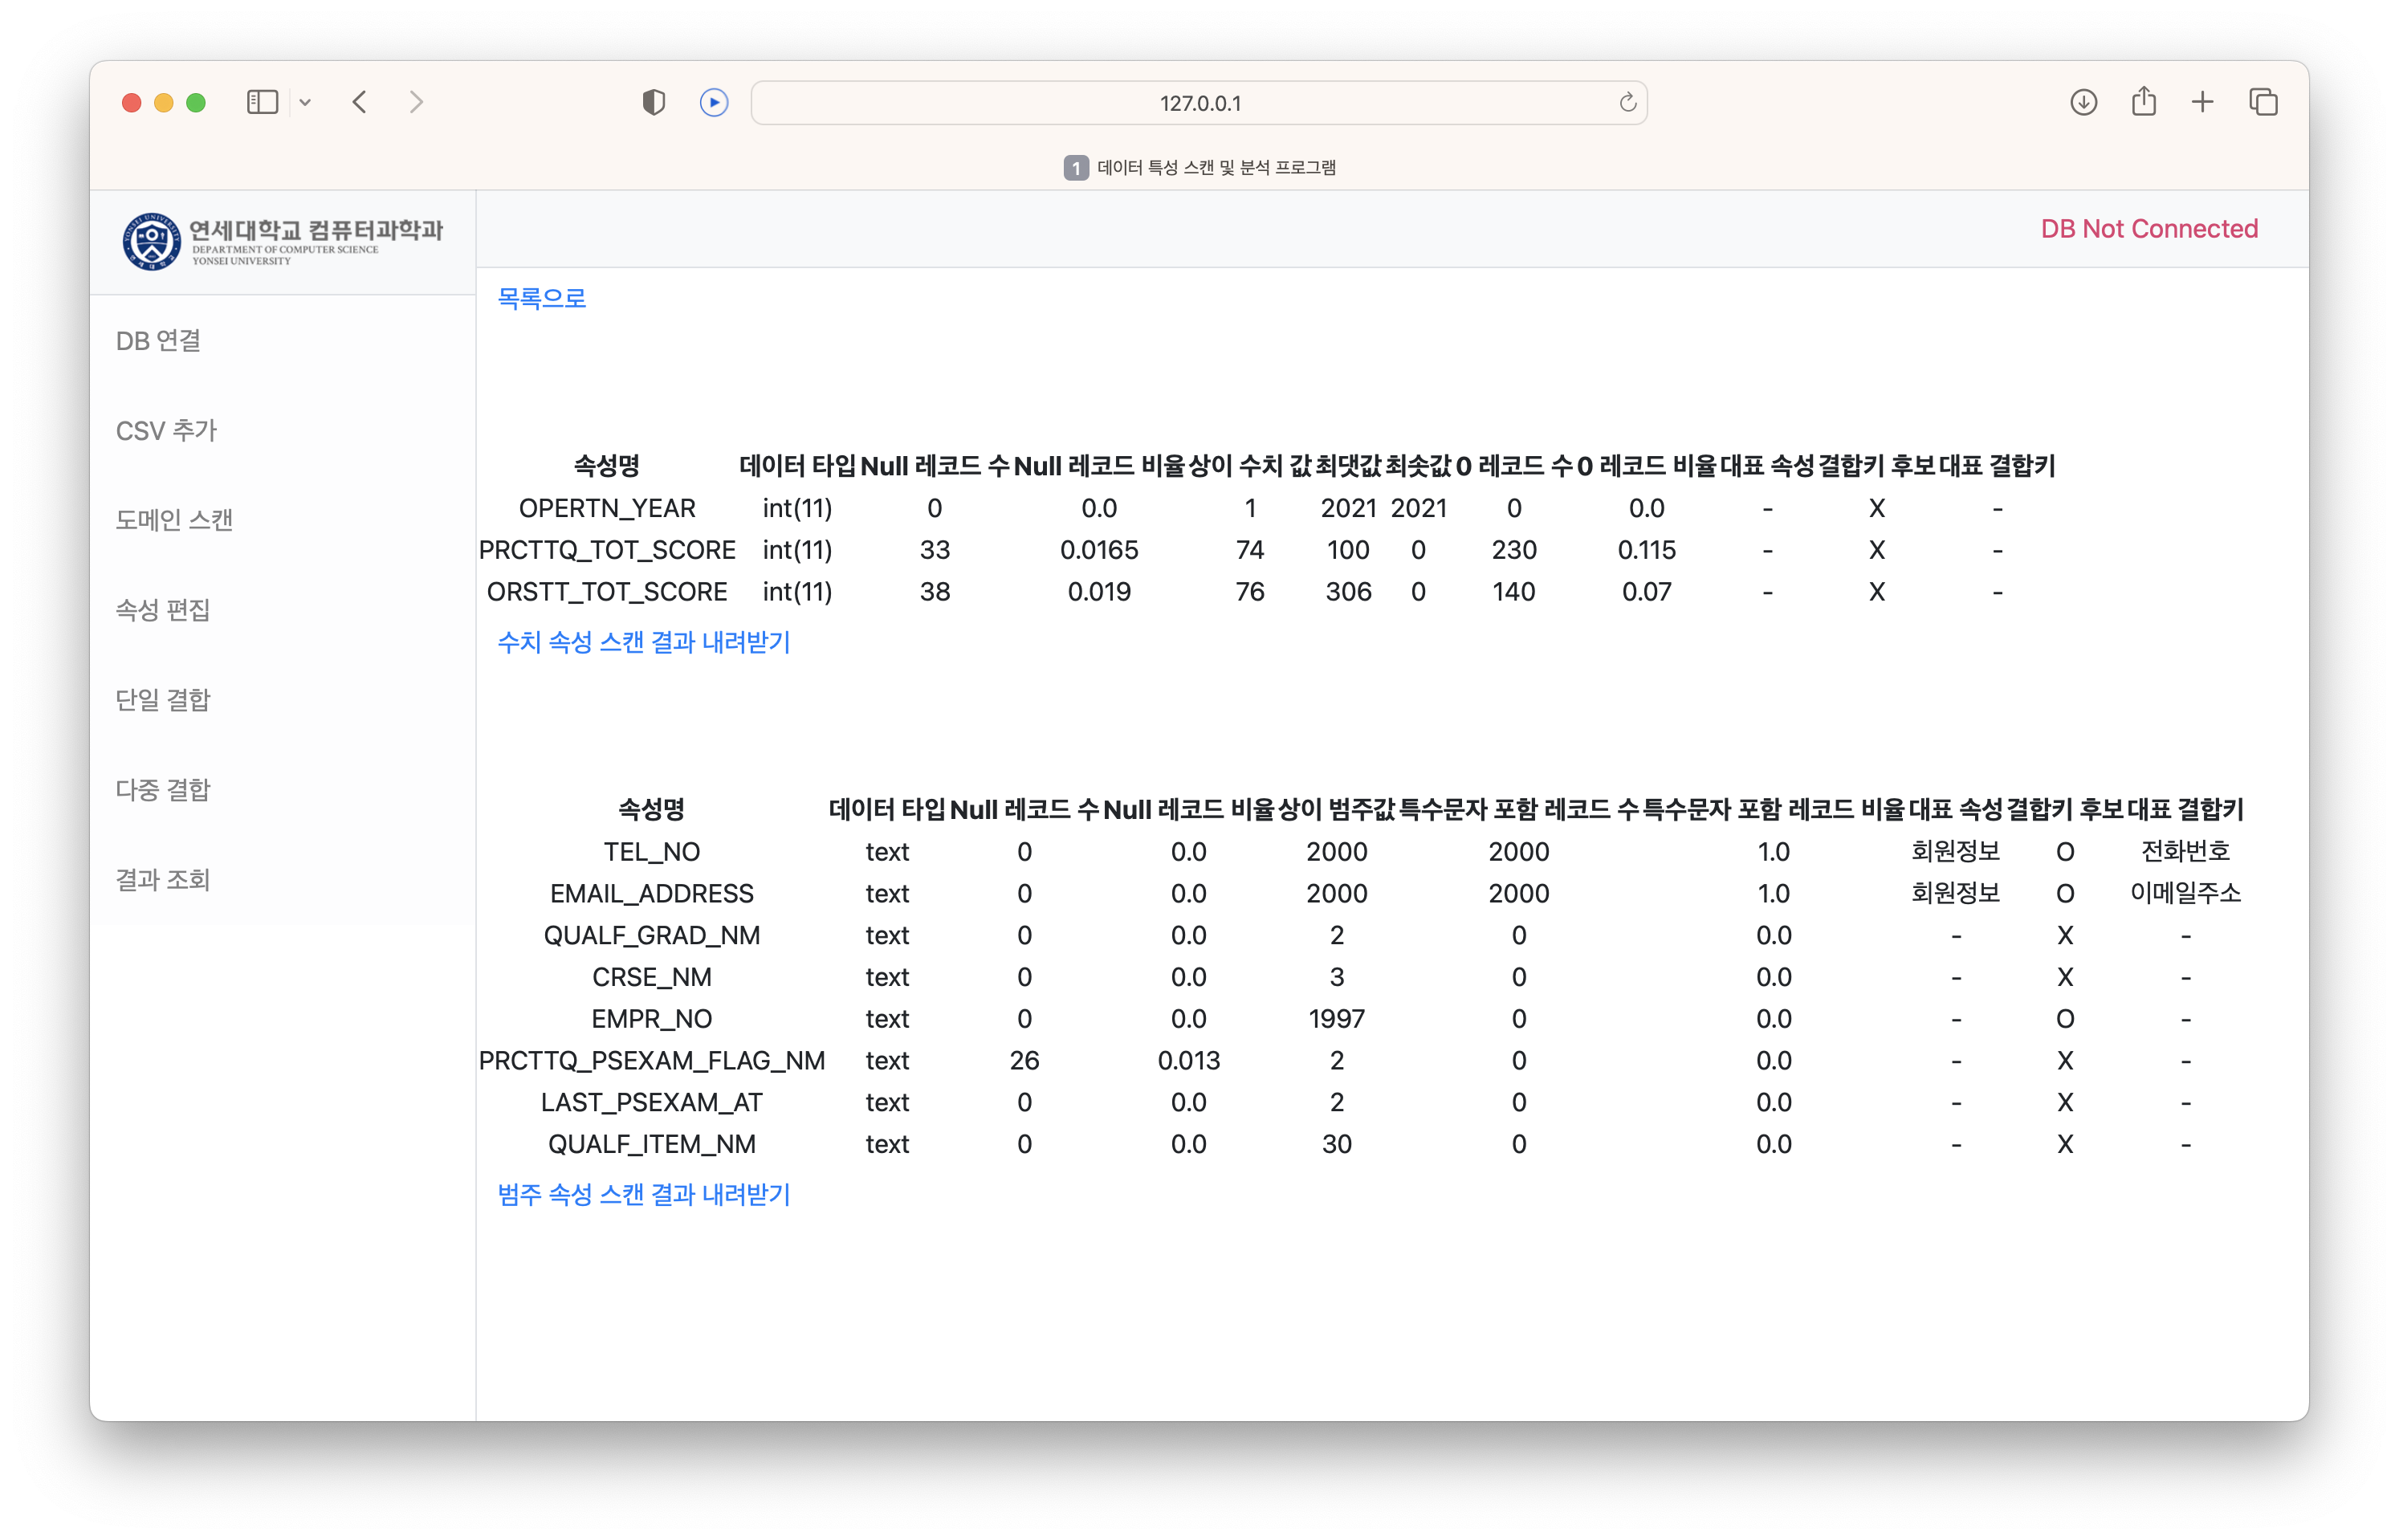 127.0.0.1
1 데이터 특성 스캔 및 분석 프로그램
연세대학교 컴퓨터과학과
DEPARTMENT OF COMPUTER SCIENCE
YONSEI UNIVERSITY
DB Not Connected
DB 연결
CSV 추가
도메인 스캔
속성 편집
단일 결합
다중 결합
결과 조회
목록으로
속성명 데이터 타입 Null 레코드 수 Null 레코드 비율 상이 수치 값 최댓값 최솟값 0 레코드 수 0 레코드 비율 대표 속성 결합키 후보 대표 결합키
OPERTN_YEAR int(11) 0 0.0 1 2021 2021 0 0.0 - X -
PRCTTQ_TOT_SCORE int(11) 33 0.0165 74 100 0 230 0.115 - X -
ORSTT_TOT_SCORE int(11) 38 0.019 76 306 0 140 0.07 - X -
수치 속성 스캔 결과 내려받기
속성명 데이터 타입 Null 레코드 수 Null 레코드 비율 상이 범주값 특수문자 포함 레코드 수 특수문자 포함 레코드 비율 대표 속성 결합키 후보 대표 결합키
TEL_NO text 0 0.0 2000 2000 1.0 회원정보 O 전화번호
EMAIL_ADDRESS text 0 0.0 2000 2000 1.0 회원정보 O 이메일주소
QUALF_GRAD_NM text 0 0.0 2 0 0.0 - X -
CRSE_NM text 0 0.0 3 0 0.0 - X -
EMPR_NO text 0 0.0 1997 0 0.0 - O -
PRCTTQ_PSEXAM_FLAG_NM text 26 0.013 2 0 0.0 - X -
LAST_PSEXAM_AT text 0 0.0 2 0 0.0 - X -
QUALF_ITEM_NM text 0 0.0 30 0 0.0 - X -
범주 속성 스캔 결과 내려받기